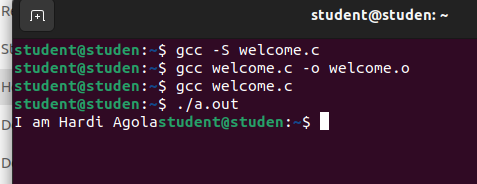 student@studen: ~
student@studen:~$ gcc -S welcome.c
student@studen:~$ gcc welcome.c -o welcome.o
student@studen:~$ gcc welcome.c
student@studen:~$ ./a.out
I am Hardi Agolastudent@studen:~$